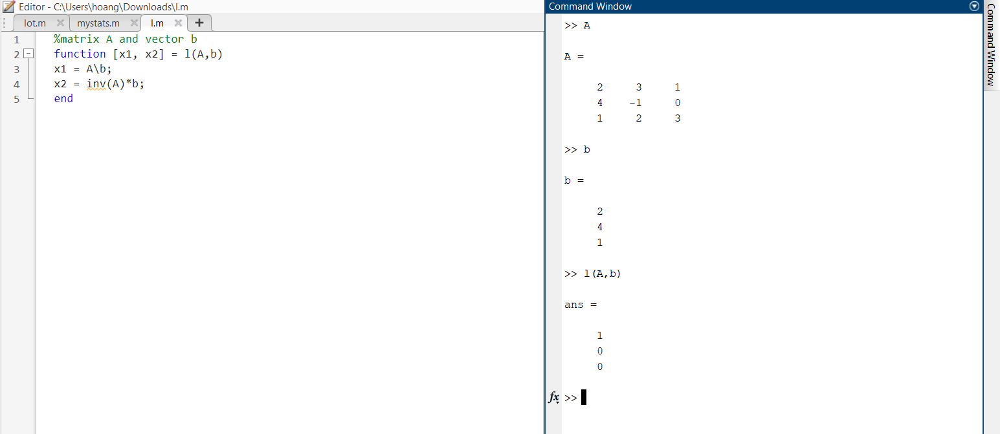 Editor - C:\Users\hoang\Downloads\l.m
lot.m mystats.m l.m +
1 %matrix A and vector b
2 function [x1, x2] = l(A,b)
3 x1 = A\b;
4 x2 = inv(A)*b;
5 end
Command Window
>> A
A =
2 3 1
4 -1 0
1 2 3
>> b
b =
2
4
1
>> l(A,b)
ans =
1
0
0
fx >>
Command Window